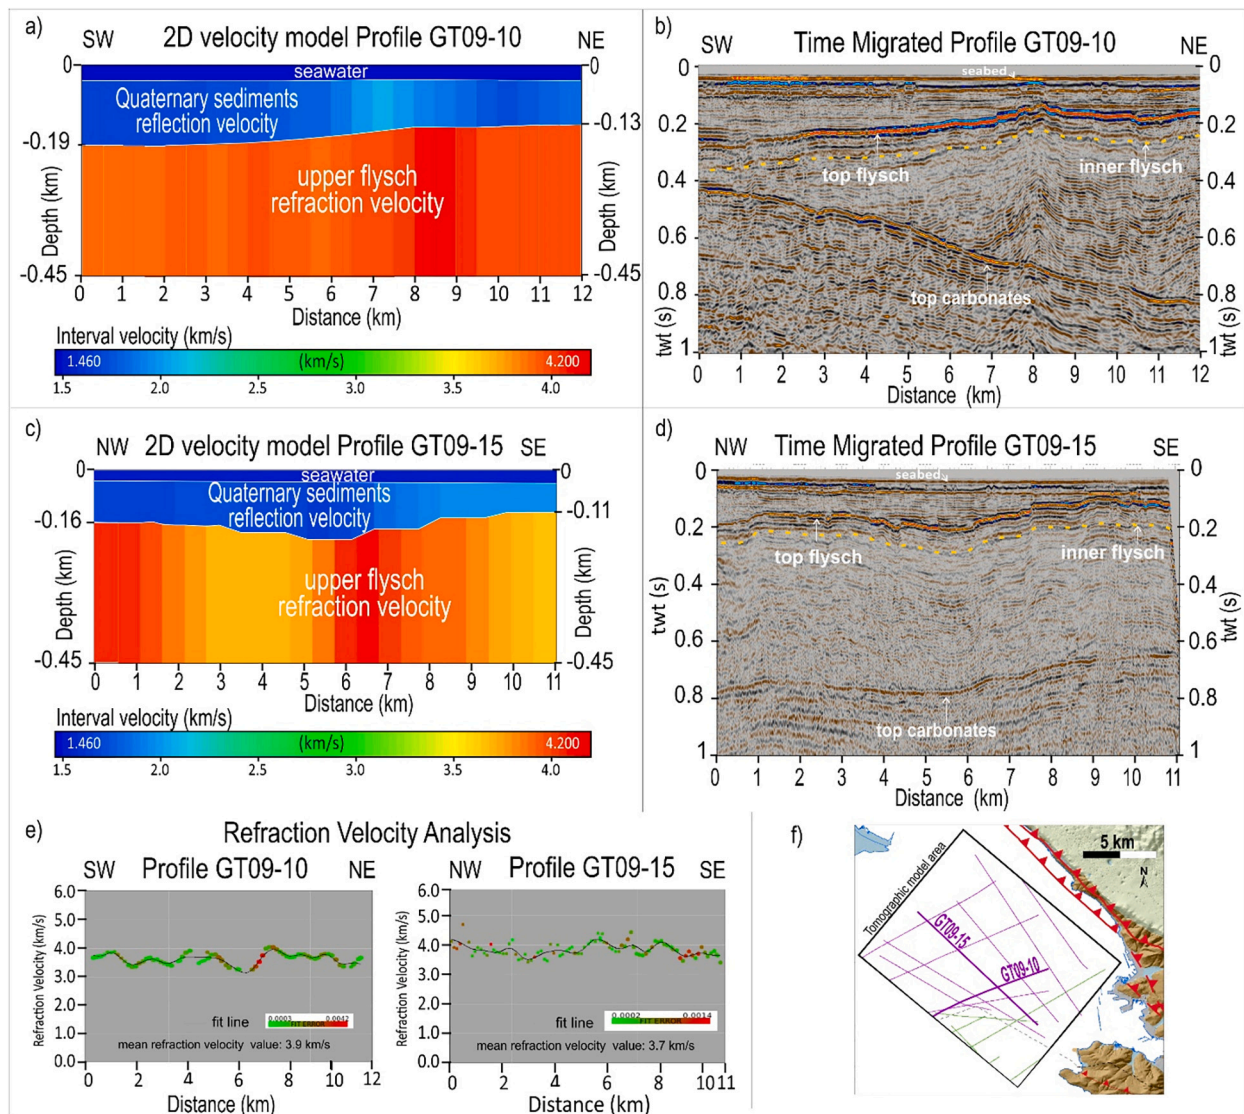 a)
SW 2D velocity model Profile GT09-10 NE
0 seawater 0
Quaternary sediments
reflection velocity
-0.13
-0.19
upper flysch
refraction velocity
Depth (km)
Depth (km)
-0.45 -0.45
0 1 2 3 4 5 6 7 8 9 10 11 12
Distance (km)
Interval velocity (km/s)
1.460 (km/s) 4.200
1.5 2.0 2.5 3.0 3.5 4.0
b)
SW Time Migrated Profile GT09-10 NE
0 seabed 0
0.2 0.2
top flysch inner flysch
0.4 0.4
0.6 0.6
top carbonates
0.8 0.8
twt (s) twt (s)
1 1
0 1 2 3 4 5 6 7 8 9 10 11 12
Distance (km)
c)
NW 2D velocity model Profile GT09-15 SE
0 seawater 0
Quaternary sediments
reflection velocity
-0.11
-0.16
upper flysch
refraction velocity
Depth (km)
Depth (km)
-0.45 -0.45
0 1 2 3 4 5 6 7 8 9 10 11
Distance (km)
Interval velocity (km/s)
1.460 (km/s) 4.200
1.5 2.0 2.5 3.0 3.5 4.0
d)
NW Time Migrated Profile GT09-15 SE
0 seabed 0
0.2 0.2
top flysch inner flysch
0.4 0.4
twt (s) twt (s)
0.6 0.6
0.8 0.8
top carbonates
1 1
0 1 2 3 4 5 6 7 8 9 10 11
Distance (km)
e)
Refraction Velocity Analysis
SW Profile GT09-10 NE
6.0
5.0
4.0
3.0
2.0
1.0
0.0
Refraction Velocity (km/s)
0.0003 0.0042
fit line FIT ERROR
mean refraction velocity value: 3.9 km/s
0 2 4 6 8 10 12
Distance (km)
NW Profile GT09-15 SE
6.0
5.0
4.0
3.0
2.0
1.0
0.0
Refraction Velocity (km/s)
0.0002 0.0014
fit line FIT ERROR
mean refraction velocity value: 3.7 km/s
0 2 4 6 8 10 11
Distance (km)
f)
5 km
N
Tomographic model area
GT09-15
GT09-10